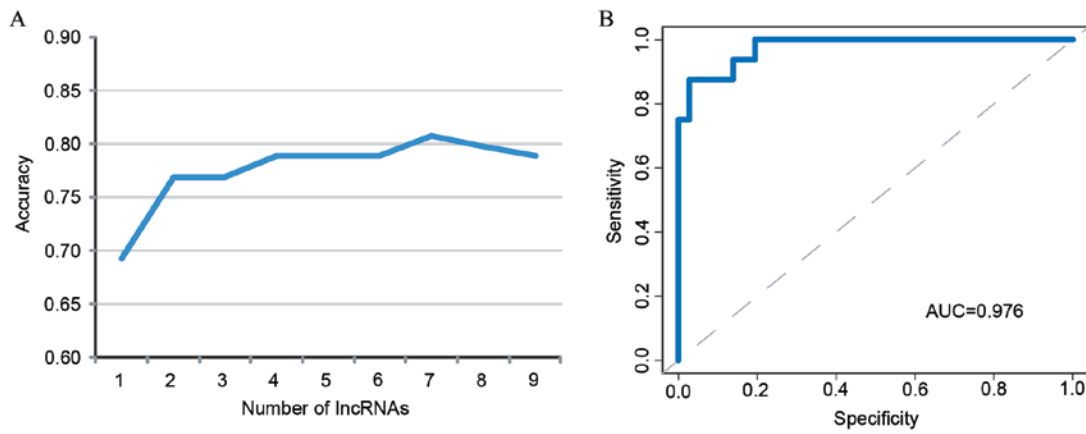 A
0.90
0.85
0.80
0.75
0.70
0.65
0.60
Accuracy
1 2 3 4 5 6 7 8 9
Number of lncRNAs
B
1.0
0.8
0.6
0.4
0.2
0.0
Sensitivity
AUC=0.976
0.0 0.2 0.4 0.6 0.8 1.0
Specificity